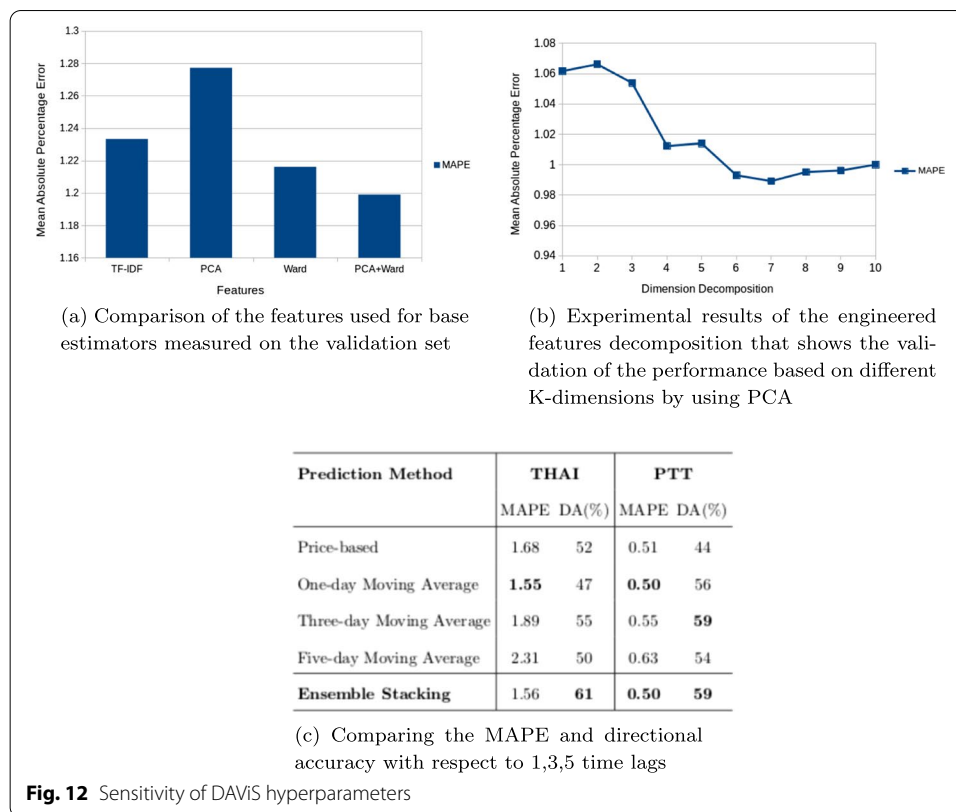 1.3
1.28
1.26
1.24
1.22
1.2
1.18
1.16
Mean Absolute Percentage Error
TF-IDF PCA Ward PCA+Ward
Features
MAPE
(a) Comparison of the features used for base
estimators measured on the validation set
1.08
1.06
1.04
1.02
1
0.98
0.96
0.94
Mean Absolute Percentage Error
1 2 3 4 5 6 7 8 9 10
Dimension Decomposition
MAPE
(b) Experimental results of the engineered
features decomposition that shows the vali-
dation of the performance based on different
K-dimensions by using PCA
Prediction Method THAI PTT
MAPE DA(%) MAPE DA(%)
Price-based 1.68 52 0.51 44
One-day Moving Average 1.55 47 0.50 56
Three-day Moving Average 1.89 55 0.55 59
Five-day Moving Average 2.31 50 0.63 54
Ensemble Stacking 1.56 61 0.50 59
(c) Comparing the MAPE and directional
accuracy with respect to 1,3,5 time lags
Fig. 12 Sensitivity of DAViS hyperparameters